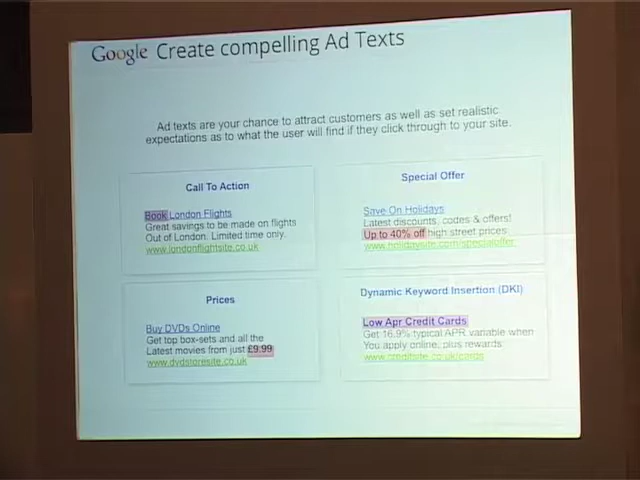 Google Create compelling Ad Texts
Ad texts are your chance to attract customers as well as set realistic
expectations as to what the user will find if they click through to your site.
Call To Action
Book London Flights
Great savings to be made on flights
Out of London. Limited time only.
www.londonflightsite.co.uk
Special Offer
Save On Holidays
Latest discounts, codes & offers!
Up to 40% off high street prices
www.holidaysite.com/specialoffer
Prices
Buy DVDs Online
Get top box-sets and all the
Latest movies from just £9.99
www.dvdstoresite.co.uk
Dynamic Keyword Insertion (DKI)
Low Apr Credit Cards
Get 16.9% typical APR variable when
You apply online, plus rewards
www.creditsite.co.uk/cards